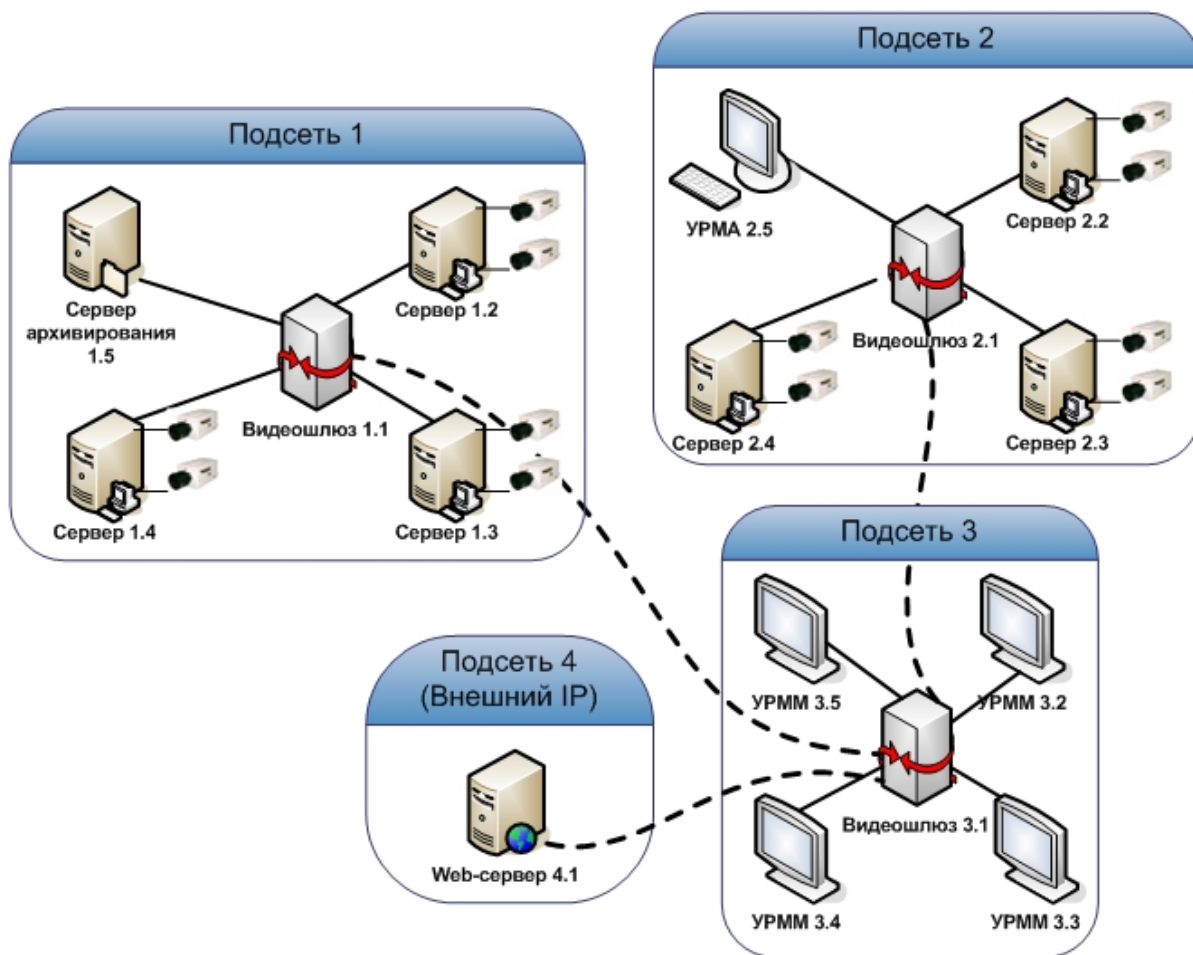 Подсеть 1
Сервер
архивирования
1.5
Сервер 1.2
Видеошлюз 1.1
Сервер 1.4
Сервер 1.3
Подсеть 2
УРМА 2.5
Сервер 2.2
Видеошлюз 2.1
Сервер 2.4
Сервер 2.3
Подсеть 3
УРММ 3.5
УРММ 3.2
Видеошлюз 3.1
УРММ 3.4
УРММ 3.3
Подсеть 4
(Внешний IP)
Web-сервер 4.1